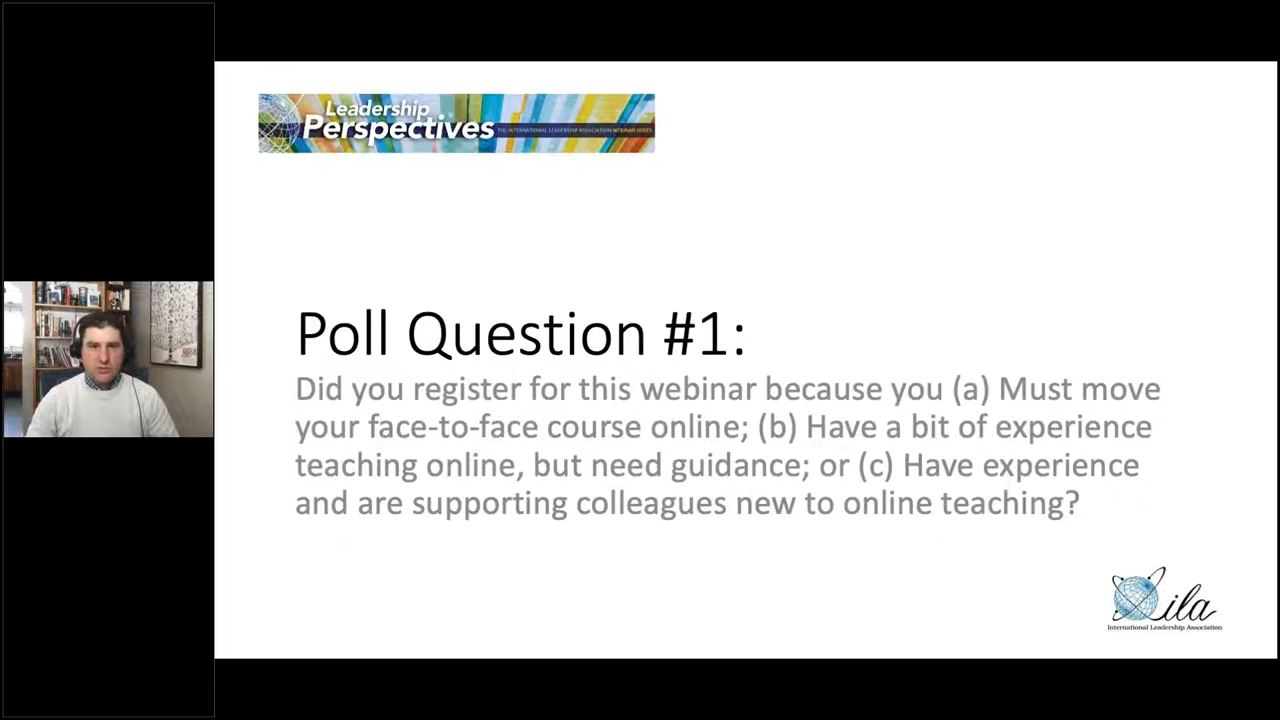 Leadership
Perspectives
THE INTERNATIONAL LEADERSHIP ASSOCIATION WEBINAR SERIES
Poll Question #1:
Did you register for this webinar because you (a) Must move
your face-to-face course online; (b) Have a bit of experience
teaching online, but need guidance; or (c) Have experience
and are supporting colleagues new to online teaching?
ila
International Leadership Association